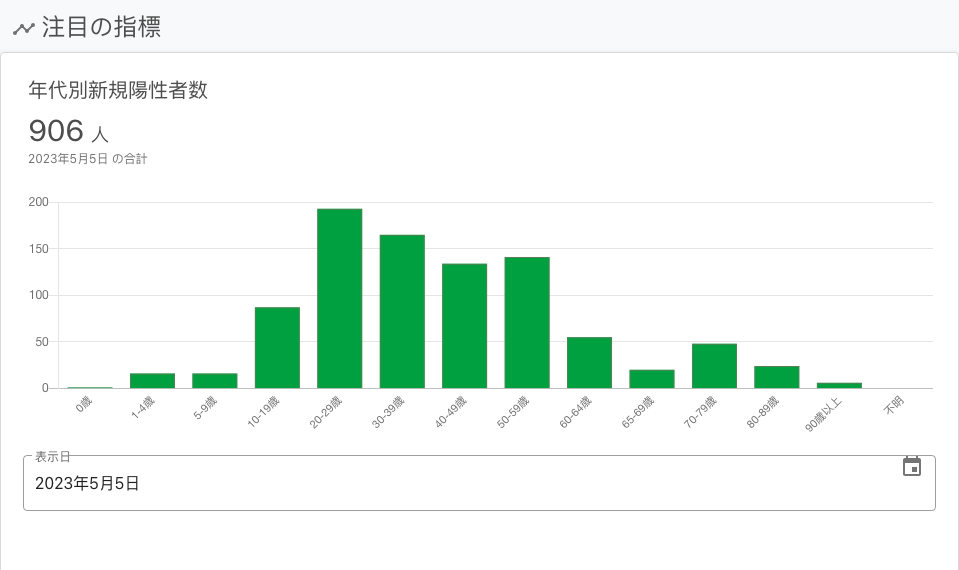 注目の指標
年代別新規陽性者数
906 人
2023年5月5日 の合計
200
150
100
50
0
0歳
1-4歳
5-9歳
10-19歳
20-29歳
30-39歳
40-49歳
50-59歳
60-64歳
65-69歳
70-79歳
80-89歳
90歳以上
不明
表示日
2023年5月5日